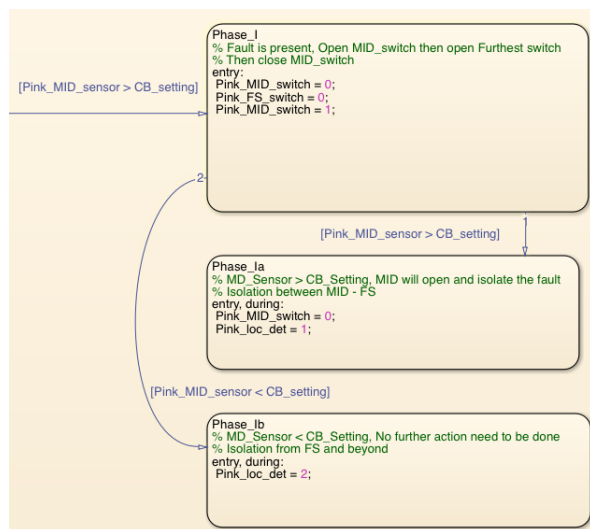 Phase_I
% Fault is present, Open MID_switch then open Furthest switch
% Then close MID_switch
entry:
Pink_MID_switch = 0;
Pink_FS_switch = 0;
Pink_MID_switch = 1;
[Pink_MID_sensor > CB_setting]
2
1
[Pink_MID_sensor > CB_setting]
Phase_Ia
% MD_Sensor > CB_Setting, MID will open and isolate the fault
% Isolation between MID - FS
entry, during:
Pink_MID_switch = 0;
Pink_loc_det = 1;
[Pink_MID_sensor < CB_setting]
Phase_Ib
% MD_Sensor < CB_Setting, No further action need to be done
% Isolation from FS and beyond
entry, during:
Pink_loc_det = 2;